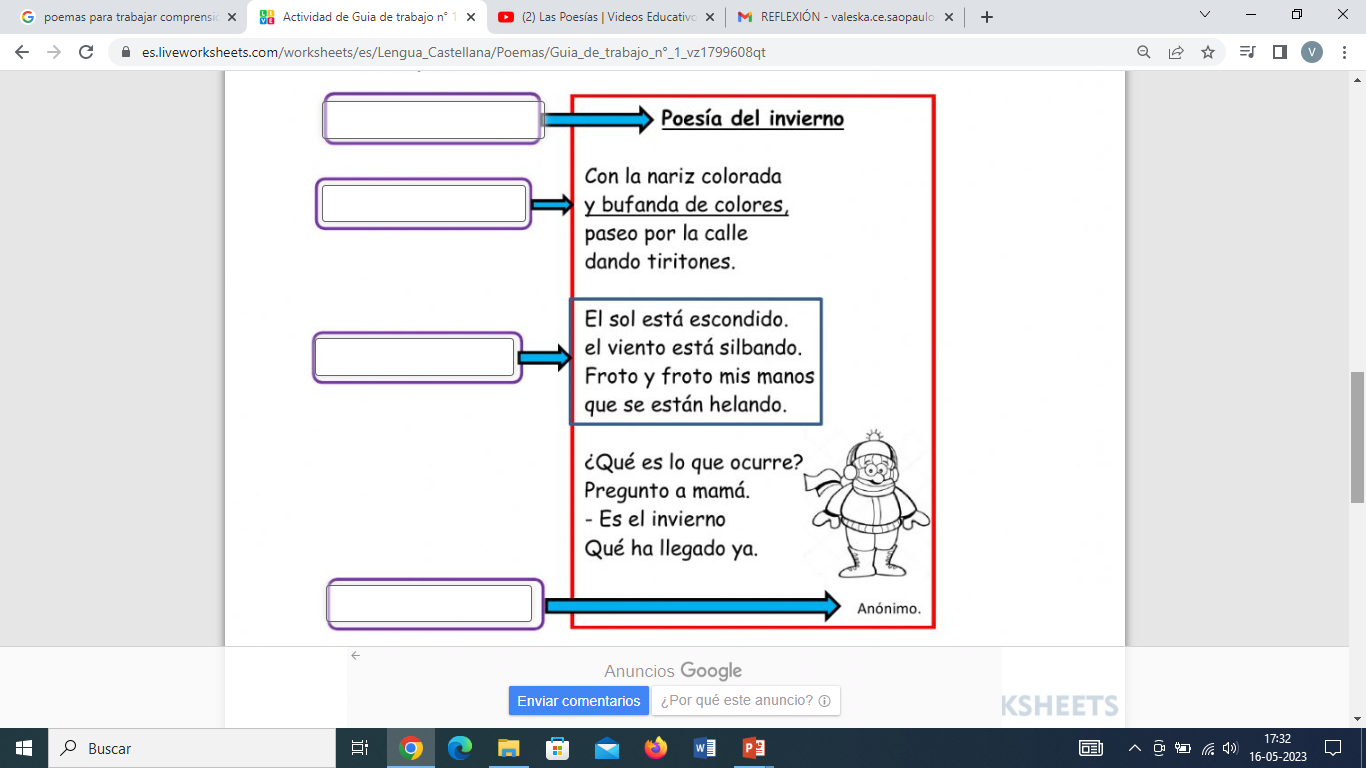 poemas para trabajar comprensió
Actividad de Guia de trabajo n° 1
(2) Las Poesías | Videos Educativo
REFLEXIÓN - valeska.ce.saopaulo
es.liveworksheets.com/worksheets/es/Lengua_Castellana/Poemas/Guia_de_trabajo_n°_1_vz1799608qt
V
Poesía del invierno
Con la nariz colorada
y bufanda de colores,
paseo por la calle
dando tiritones.
El sol está escondido.
el viento está silbando.
Froto y froto mis manos
que se están helando.
¿Qué es lo que ocurre?
Pregunto a mamá.
- Es el invierno
Qué ha llegado ya.
Anónimo.
Anuncios Google
Enviar comentarios
¿Por qué este anuncio?
KSHEETS
Buscar
17:32
16-05-2023